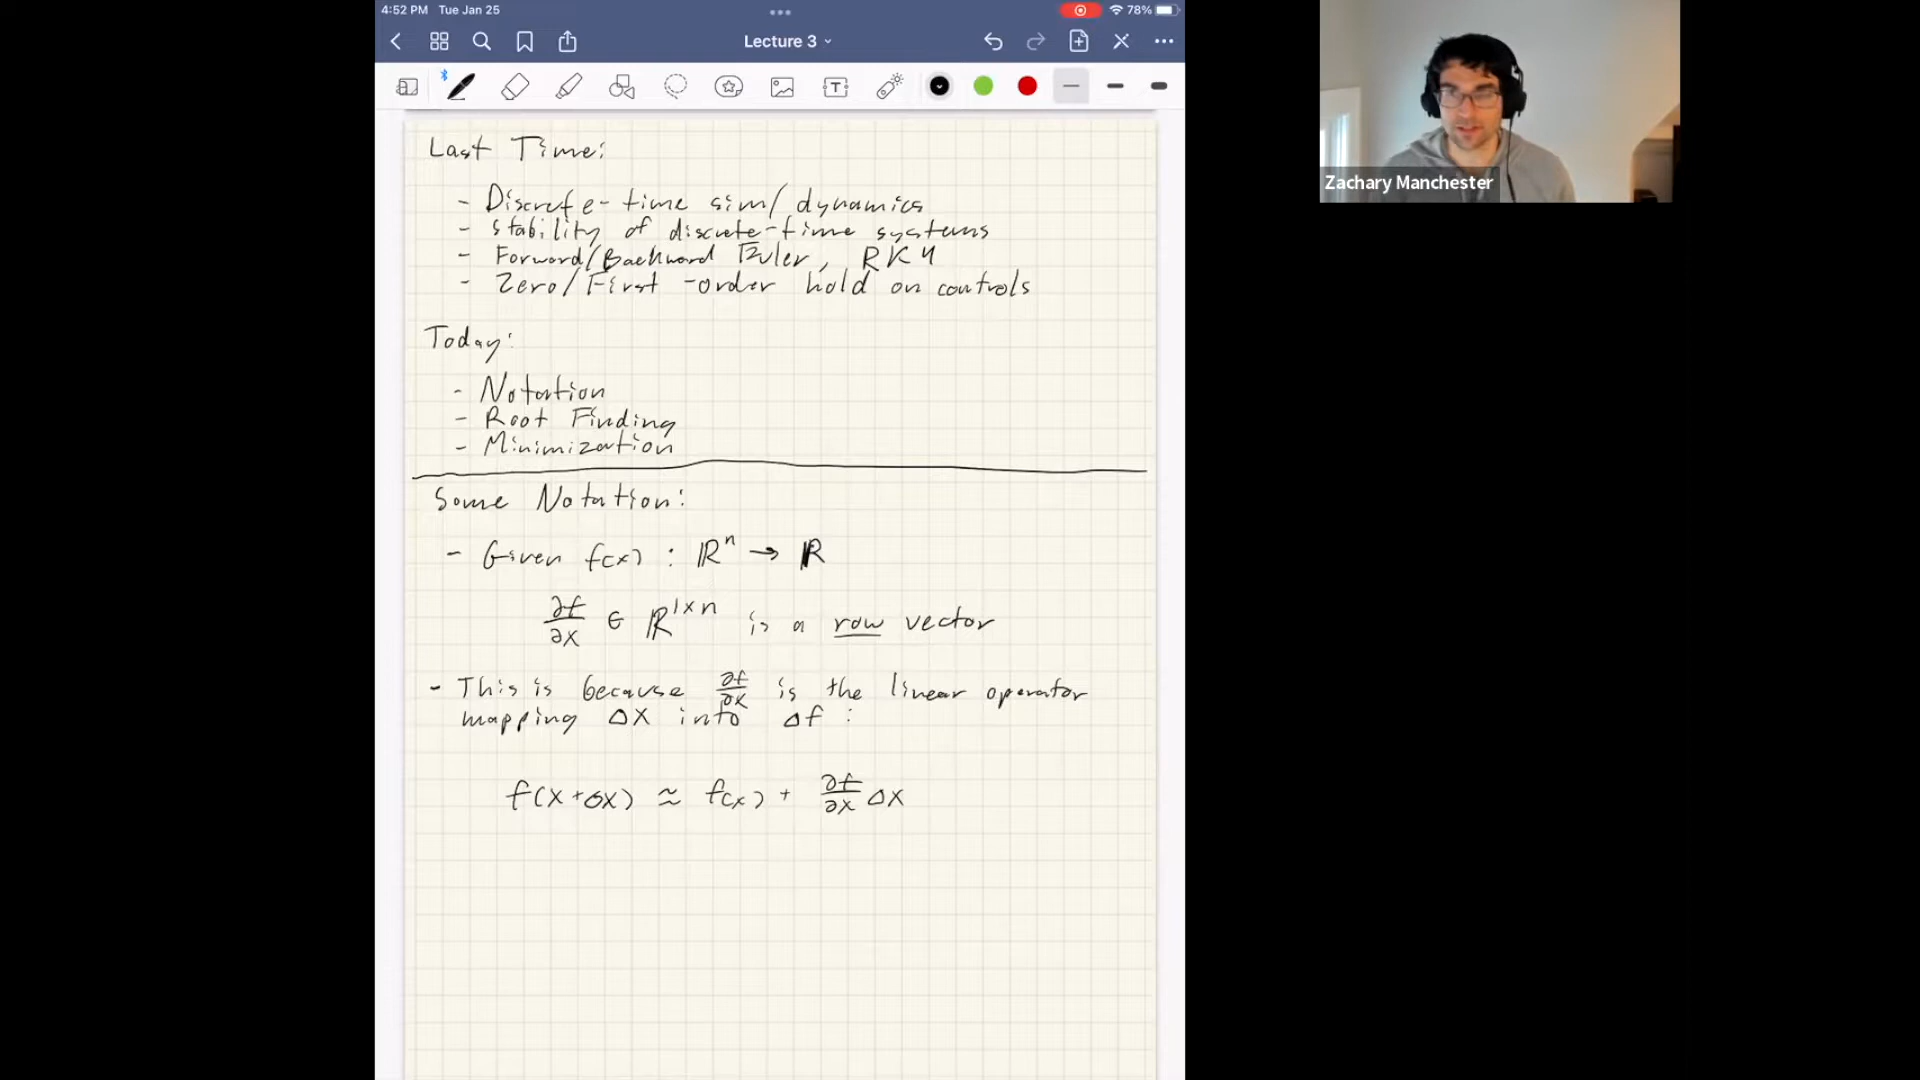 4:52 PM Tue Jan 25
78%
Lecture 3
Last Time:
- Discrete-time sim/dynamics
- stability of discrete-time systems
- Forward/Backward Euler, RK4
- Zero/First-order hold on controls
Today:
- Notation
- Root Finding
- Minimization
Some Notation:
- Given f(x) : ℝⁿ → ℝ
∂f/∂x ∈ ℝ^{1×n} is a row vector
- This is because ∂f/∂x is the linear operator
mapping Δx into Δf :
f(x+Δx) ≈ f(x) + ∂f/∂x Δx
Zachary Manchester